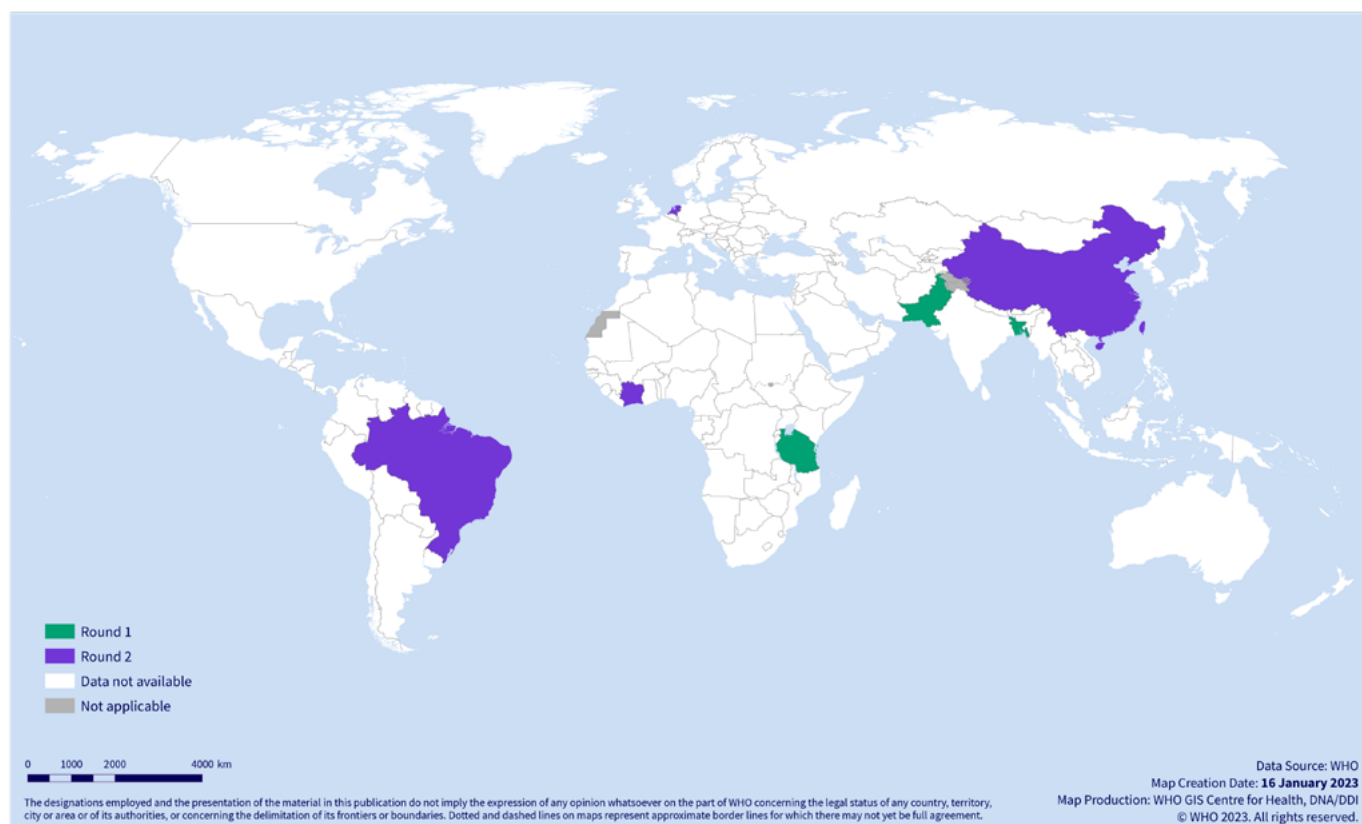 Round 1
Round 2
Data not available
Not applicable
0 1000 2000 4000 km
Data Source: WHO
Map Creation Date: 16 January 2023
Map Production: WHO GIS Centre for Health, DNA/DDI
© WHO 2023. All rights reserved.
The designations employed and the presentation of the material in this publication do not imply the expression of any opinion whatsoever on the part of WHO concerning the legal status of any country, territory,
city or area or of its authorities, or concerning the delimitation of its frontiers or boundaries. Dotted and dashed lines on maps represent approximate border lines for which there may not yet be full agreement.